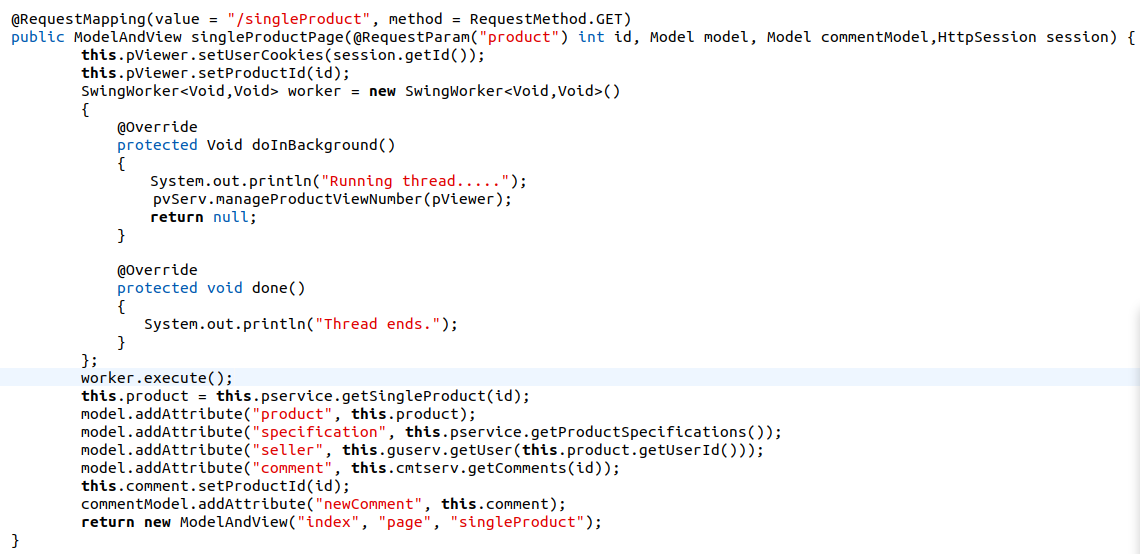 @RequestMapping(value = "/singleProduct", method = RequestMethod.GET)
public ModelAndView singleProductPage(@RequestParam("product") int id, Model model, Model commentModel,HttpSession session) {
        this.pViewer.setUserCookies(session.getId());
        this.pViewer.setProductId(id);
        SwingWorker<Void,Void> worker = new SwingWorker<Void,Void>()
        {
            @Override
            protected Void doInBackground()
            {
                System.out.println("Running thread.....");
                pvServ.manageProductViewNumber(pViewer);
                return null;
            }

            @Override
            protected void done()
            {
               System.out.println("Thread ends.");
            }
        };
        worker.execute();
        this.product = this.pservice.getSingleProduct(id);
        model.addAttribute("product", this.product);
        model.addAttribute("specification", this.pservice.getProductSpecifications());
        model.addAttribute("seller", this.guserv.getUser(this.product.getUserId()));
        model.addAttribute("comment", this.cmtserv.getComments(id));
        this.comment.setProductId(id);
        commentModel.addAttribute("newComment", this.comment);
        return new ModelAndView("index", "page", "singleProduct");
}